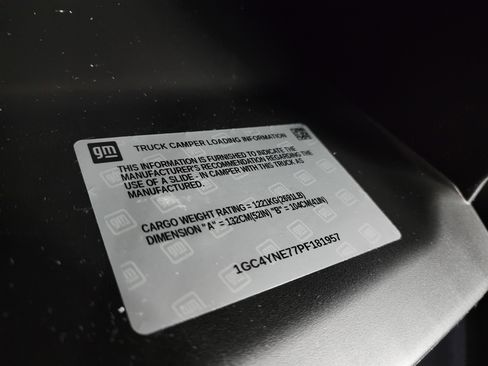 gm
TRUCK CAMPER LOADING INFORMATION
THIS INFORMATION IS FURNISHED TO INDICATE THE
MANUFACTURER'S RECOMMENDATION REGARDING THE
USE OF A SLIDE - IN CAMPER WITH THIS TRUCK AS
MANUFACTURED.
CARGO WEIGHT RATING = 1221KG(2691LB)
DIMENSION "A" = 132CM(52IN) "B" = 104CM(41IN)
1GC4YNE77PF181957